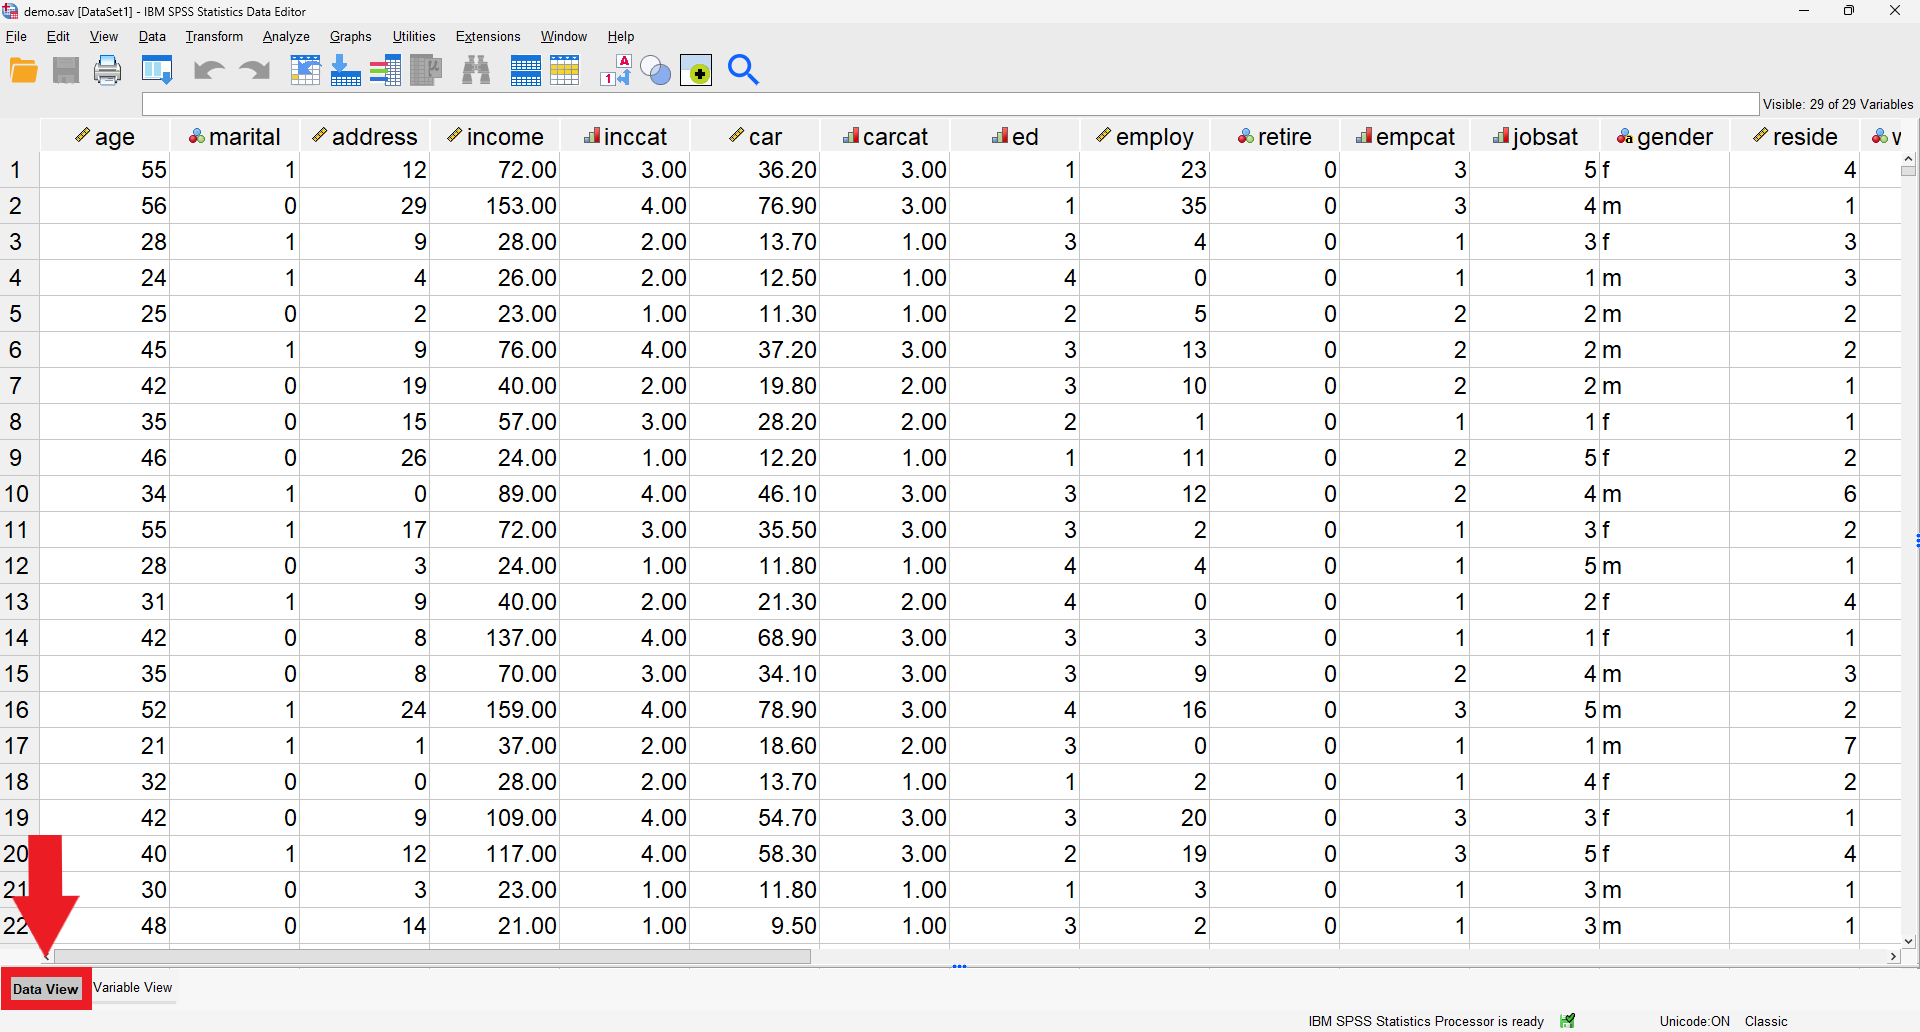 demo.sav [DataSet1] - IBM SPSS Statistics Data Editor
File Edit View Data Transform Analyze Graphs Utilities Extensions Window Help
1 A
Visible: 29 of 29 Variables
age marital address income inccat car carcat ed employ retire empcat jobsat gender reside
1 55 1 12 72.00 3.00 36.20 3.00 1 23 0 3 5 f 4
2 56 0 29 153.00 4.00 76.90 3.00 1 35 0 3 4 m 1
3 28 1 9 28.00 2.00 13.70 1.00 3 4 0 1 3 f 3
4 24 1 4 26.00 2.00 12.50 1.00 4 0 0 1 1 m 3
5 25 0 2 23.00 1.00 11.30 1.00 2 5 0 2 2 m 2
6 45 1 9 76.00 4.00 37.20 3.00 3 13 0 2 2 m 2
7 42 0 19 40.00 2.00 19.80 2.00 3 10 0 2 2 m 1
8 35 0 15 57.00 3.00 28.20 2.00 2 1 0 1 1 f 1
9 46 0 26 24.00 1.00 12.20 1.00 1 11 0 2 5 f 2
10 34 1 0 89.00 4.00 46.10 3.00 3 12 0 2 4 m 6
11 55 1 17 72.00 3.00 35.50 3.00 3 2 0 1 3 f 2
12 28 0 3 24.00 1.00 11.80 1.00 4 4 0 1 5 m 1
13 31 1 9 40.00 2.00 21.30 2.00 4 0 0 1 2 f 4
14 42 0 8 137.00 4.00 68.90 3.00 3 3 0 1 1 f 1
15 35 0 8 70.00 3.00 34.10 3.00 3 9 0 2 4 m 3
16 52 1 24 159.00 4.00 78.90 3.00 4 16 0 3 5 m 2
17 21 1 1 37.00 2.00 18.60 2.00 3 0 0 1 1 m 7
18 32 0 0 28.00 2.00 13.70 1.00 1 2 0 1 4 f 2
19 42 0 9 109.00 4.00 54.70 3.00 3 20 0 3 3 f 1
20 40 1 12 117.00 4.00 58.30 3.00 2 19 0 3 5 f 4
21 30 0 3 23.00 1.00 11.80 1.00 1 3 0 1 3 m 1
22 48 0 14 21.00 1.00 9.50 1.00 3 2 0 1 3 m 1
Data View Variable View
IBM SPSS Statistics Processor is ready Unicode:ON Classic